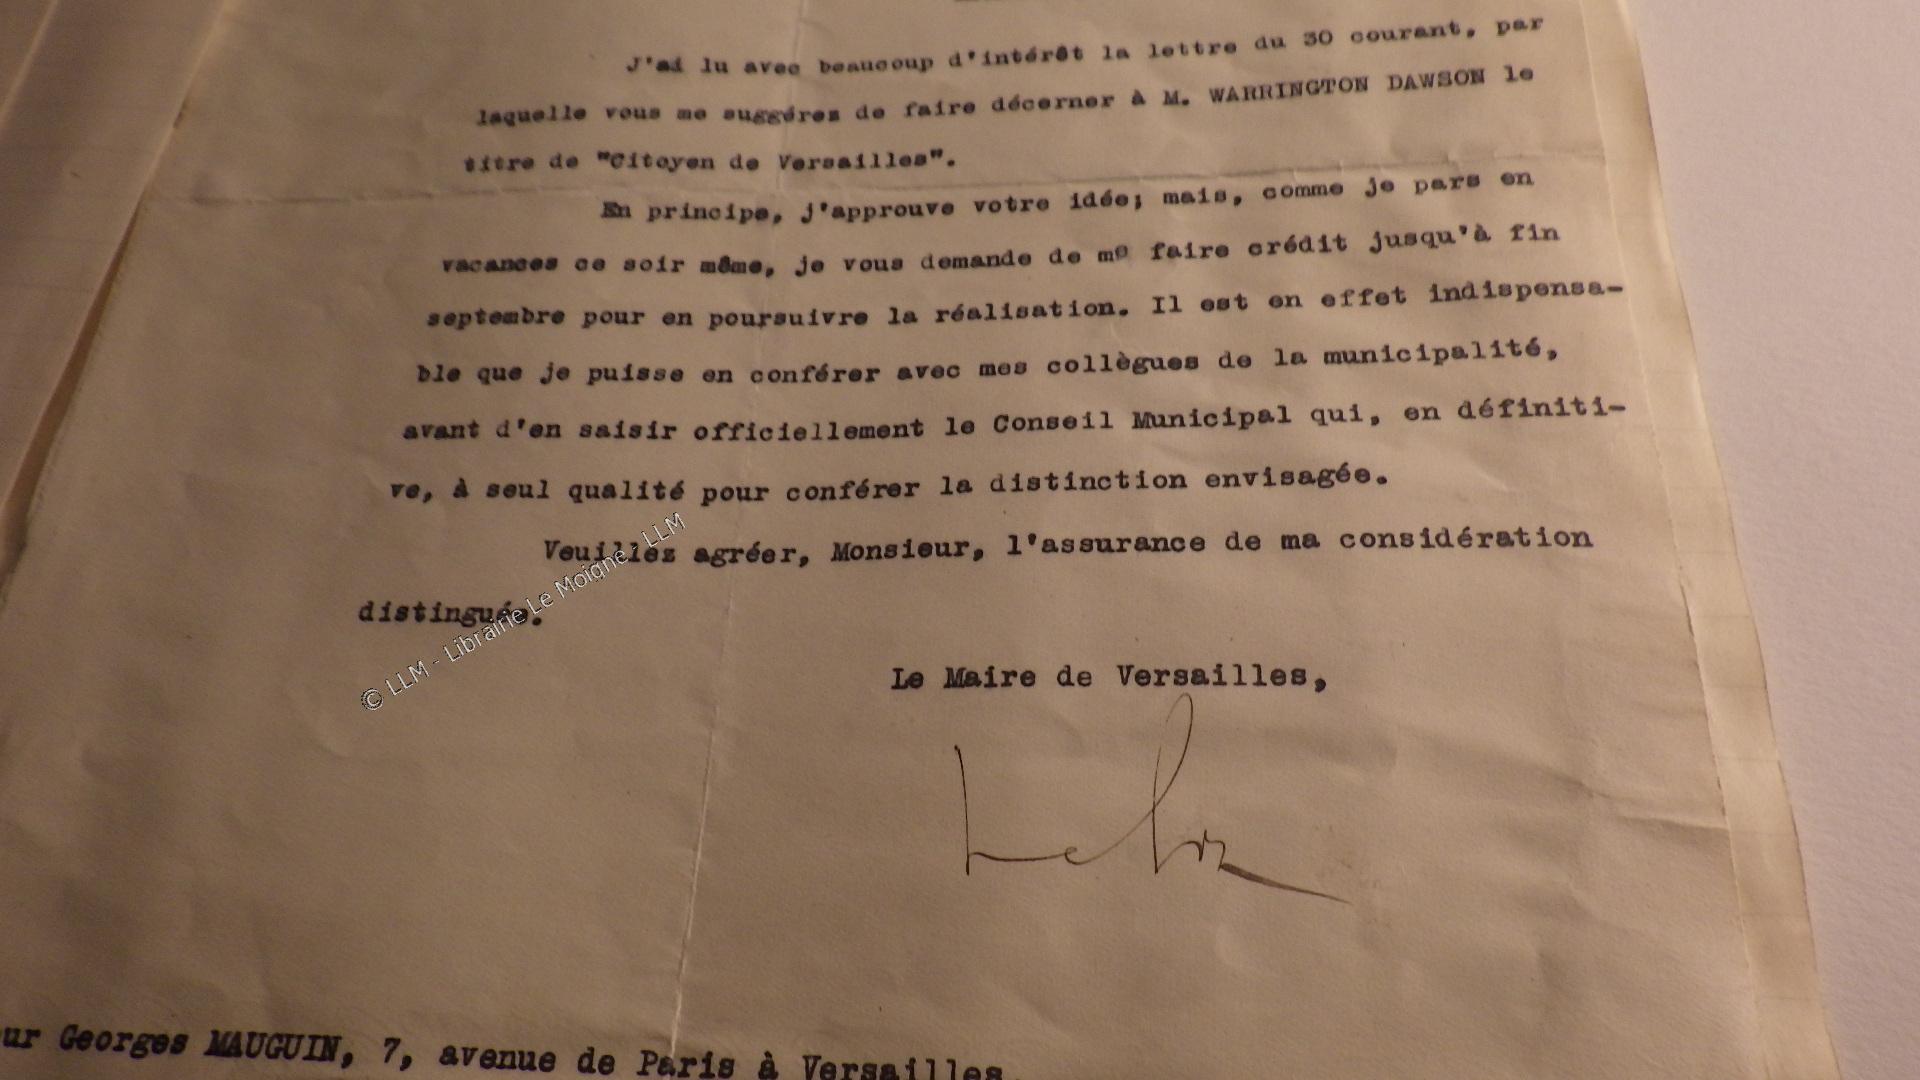 J'ai lu avec beaucoup d'intérêt la lettre du 30 courant, par
laquelle vous me suggérez de faire décerner à M. WARRINGTON DAWSON le
titre de "Citoyen de Versailles".
En principe, j'approuve votre idée; mais, comme je pars en
vacances ce soir même, je vous demande de me faire crédit jusqu'à fin
septembre pour en poursuivre la réalisation. Il est en effet indispensa-
ble que je puisse en conférer avec mes collègues de la municipalité,
avant d'en saisir officiellement le Conseil Municipal qui, en définiti-
ve, à seul qualité pour conférer la distinction envisagée.
Veuillez agréer, Monsieur, l'assurance de ma considération
distinguée.
© LLM - Librairie Le Moigne - LLM
Le Maire de Versailles,
ur Georges MAUGUIN, 7, avenue de Paris à Versailles.